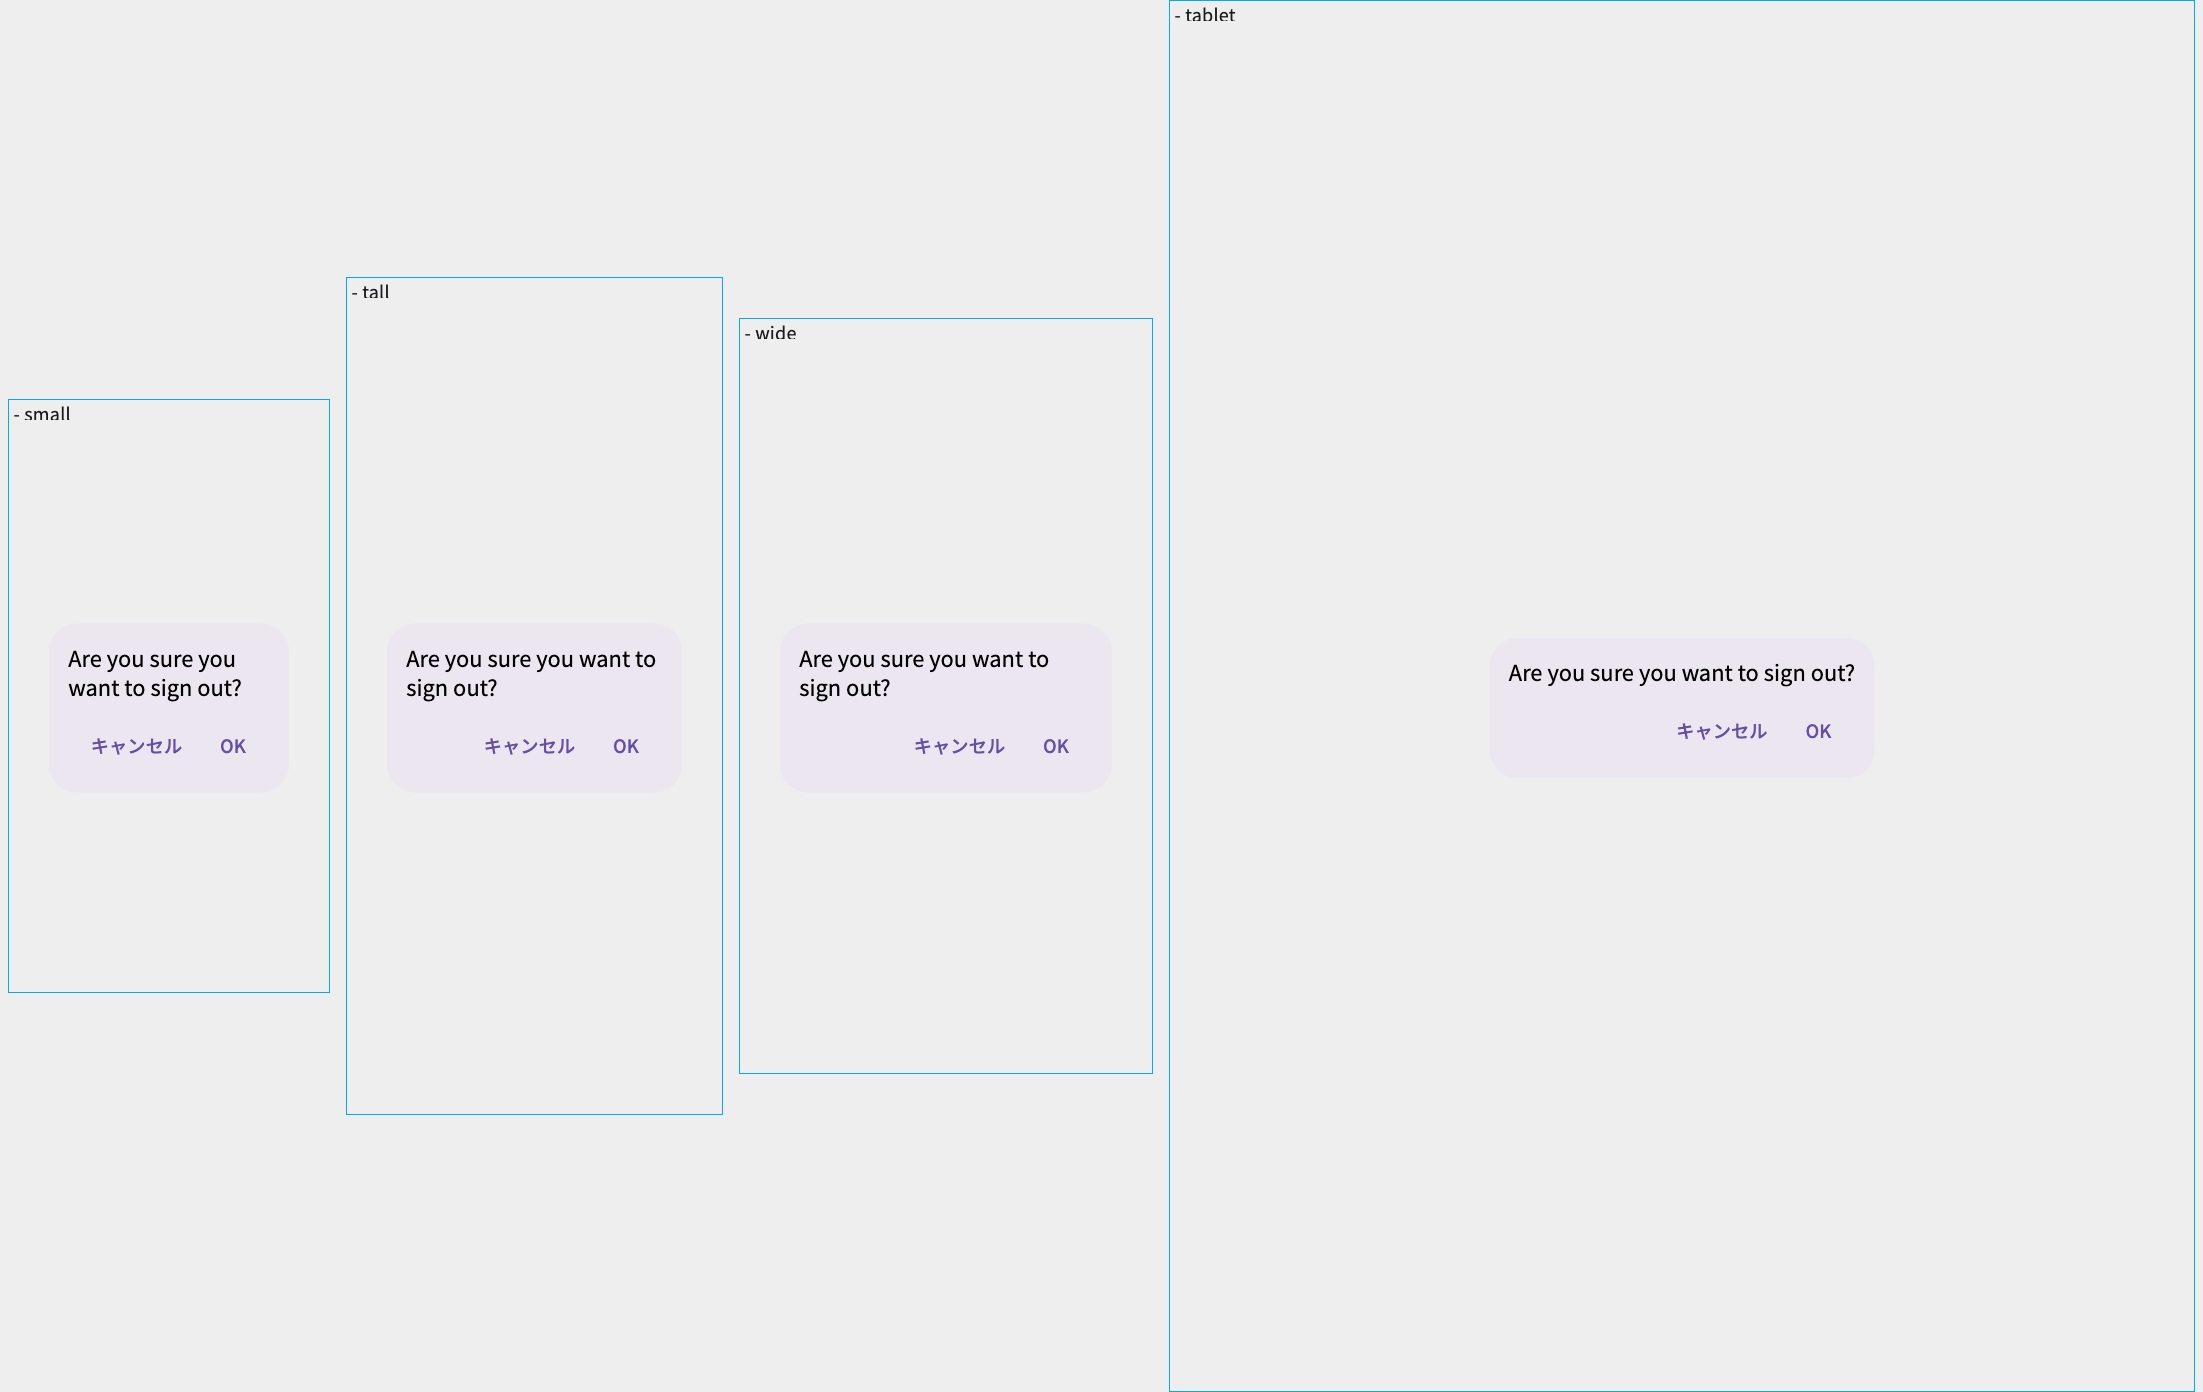 - small
Are you sure you
want to sign out?
キャンセル OK
- tall
Are you sure you want to
sign out?
キャンセル OK
- wide
Are you sure you want to
sign out?
キャンセル OK
- tablet
Are you sure you want to sign out?
キャンセル OK